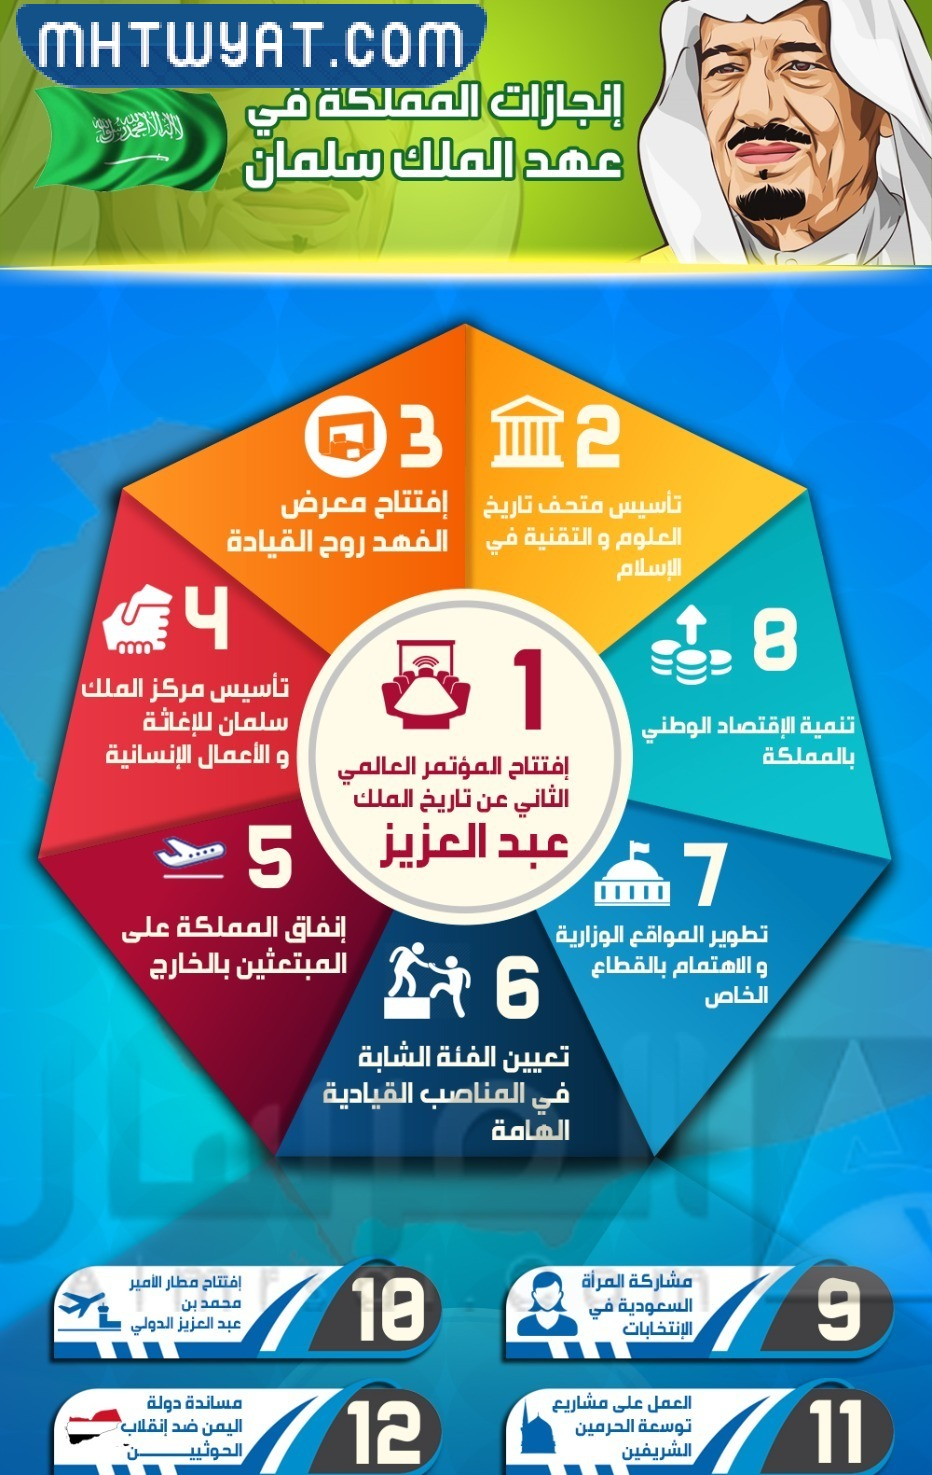 MHTWYAT.COM
إنجازات المملكة في
عهد الملك سلمان
1
إفتتاح المؤتمر العالمي
الثاني عن تاريخ الملك
عبد العزيز
2
تأسيس متحف تاريخ
العلوم و التقنية في
الإسلام
3
إفتتاح معرض
الفهد روح القيادة
4
تأسيس مركز الملك
سلمان للإغاثة
و الأعمال الإنسانية
5
إنفاق المملكة على
المبتعثين بالخارج
6
تعيين الفئة الشابة
في المناصب القيادية
الهامة
7
تطوير المواقع الوزارية
و الاهتمام بالقطاع
الخاص
8
تنمية الإقتصاد الوطني
بالمملكة
9
مشاركة المرأة
السعودية في
الإنتخابات
10
إفتتاح مطار الأمير
محمد بن
عبد العزيز الدولي
11
العمل على مشاريع
توسعة الحرمين
الشريفين
12
مساندة دولة
اليمن ضد إنقلاب
الحوثييـــــــن